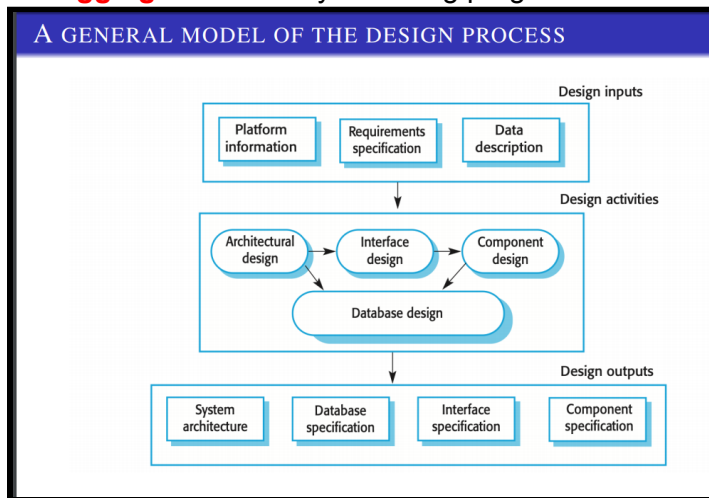 A GENERAL MODEL OF THE DESIGN PROCESS
Design inputs
Platform
information
Requirements
specification
Data
description
Design activities
Architectural
design
Interface
design
Component
design
Database design
Design outputs
System
architecture
Database
specification
Interface
specification
Component
specification